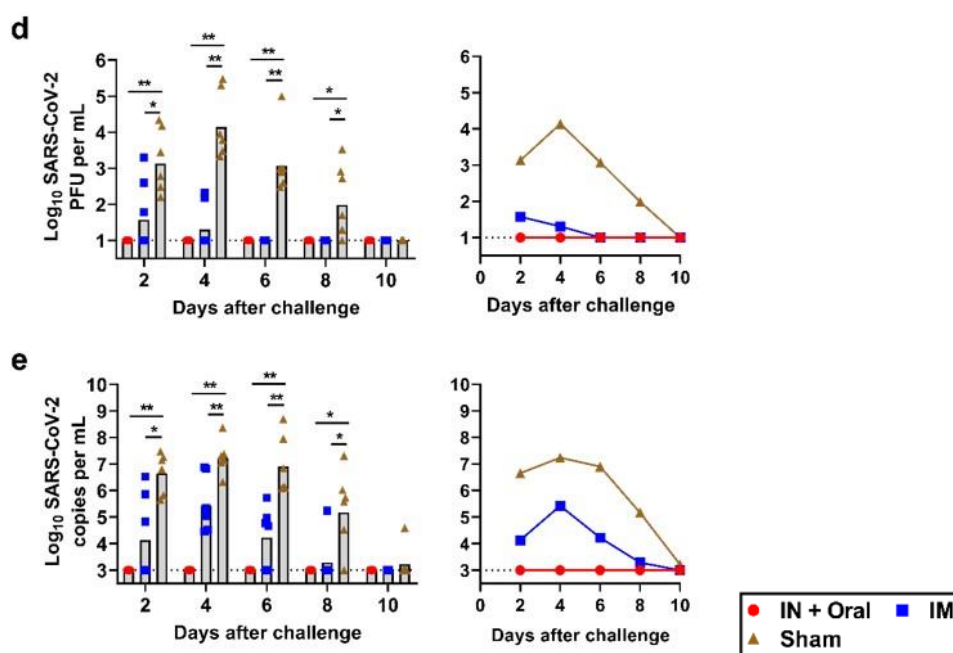 d
Log10 SARS-CoV-2
PFU per mL
6
5
4
3
2
1
** *
** **
** **
* *
2 4 6 8 10
Days after challenge
6
5
4
3
2
1
0 2 4 6 8 10
Days after challenge
e
Log10 SARS-CoV-2
copies per mL
10
9
8
7
6
5
4
3
** *
** **
** **
* *
2 4 6 8 10
Days after challenge
10
9
8
7
6
5
4
3
0 2 4 6 8 10
Days after challenge
IN + Oral IM
Sham